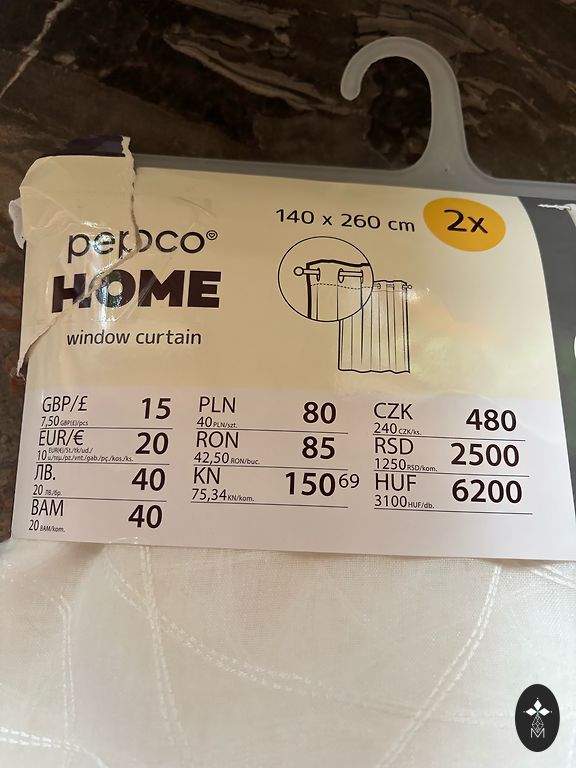 pepco®
HOME
window curtain
140 x 260 cm
2x
GBP/£ 15
7,50 GBP(£)/pcs
EUR/€ 20
10 EUR(€)/St./tk/ud./
u./τεμ./pz./vnt./gab./pç./kos./ks.
ЛВ. 40
20 ЛВ./бр.
BAM 40
20 BAM/kom.
PLN 80
40 PLN/szt.
RON 85
42,50 RON/buc.
KN 150 69
75,34 KN/kom.
CZK 480
240 CZK/ks.
RSD 2500
1250 RSD/kom.
HUF 6200
3100 HUF/db.
M